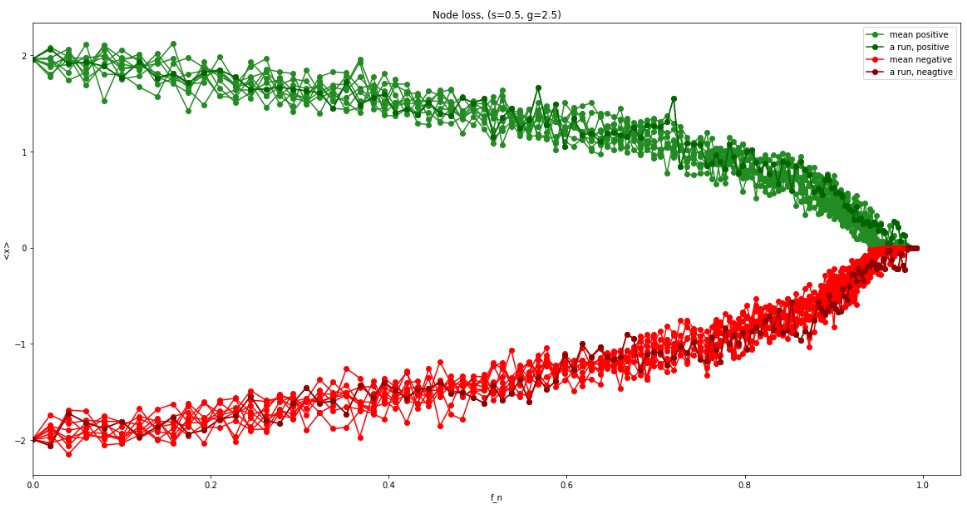 Node loss, (s=0.5, g=2.5)
mean positive
a run, positive
mean negative
a run, neagtive
2
1
0
−1
−2
<x>
0.0 0.2 0.4 0.6 0.8 1.0
f_n